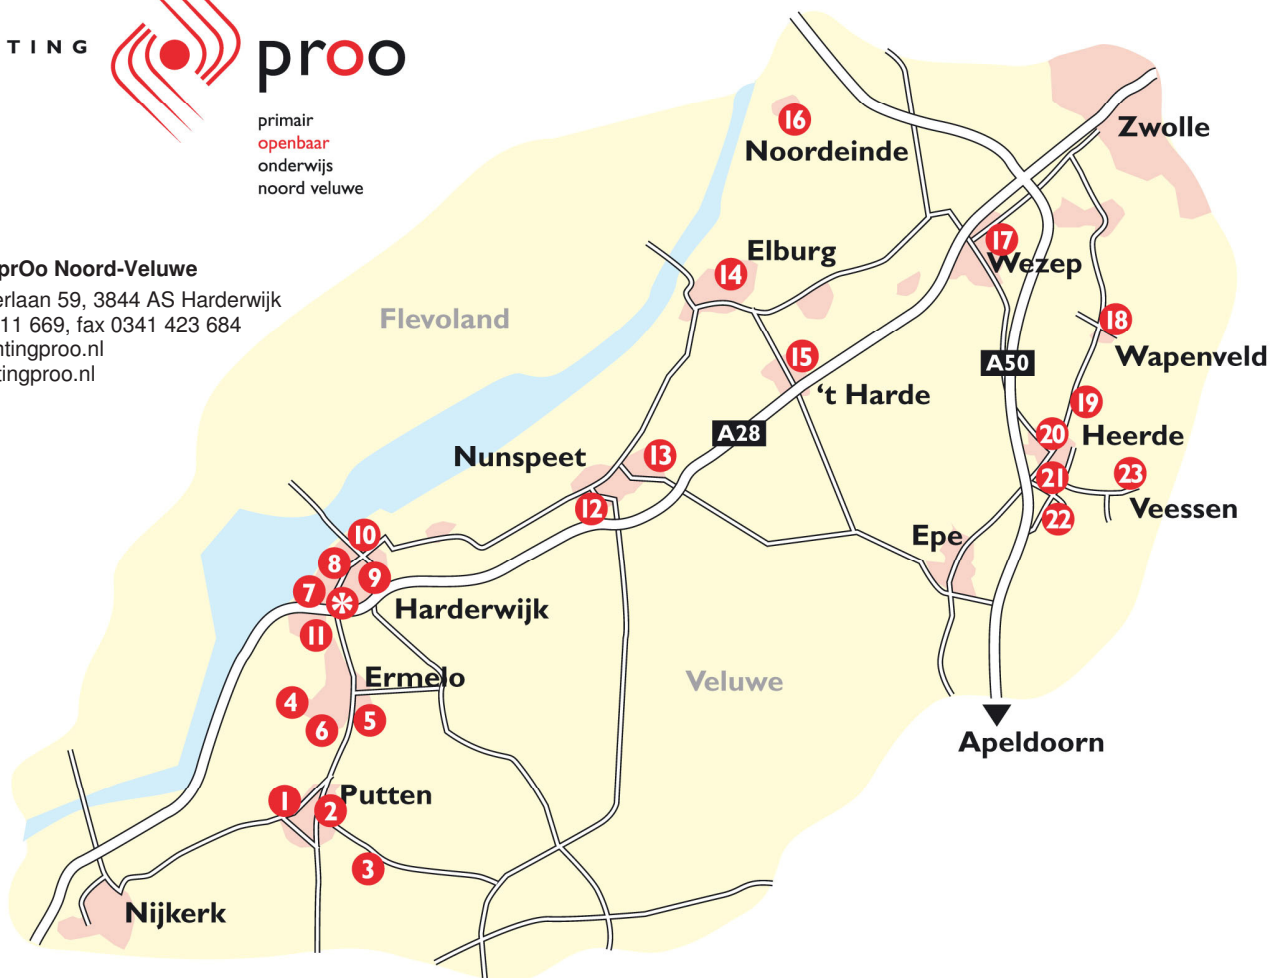 TING
proo
primair
openbaar
onderwijs
noord veluwe
prOo Noord-Veluwe
erlaan 59, 3844 AS Harderwijk
11 669, fax 0341 423 684
ntingproo.nl
tingproo.nl
Zwolle
16
Noordeinde
17
Wezep
Elburg
14
Flevoland
18
Wapenveld
15
A50
't Harde
19
A28
20
Heerde
Nunspeet
13
21
23
12
Veessen
22
10
Epe
8
9
7
*
Harderwijk
11
Ermelo
Veluwe
4
5
6
Apeldoorn
1
Putten
2
3
Nijkerk